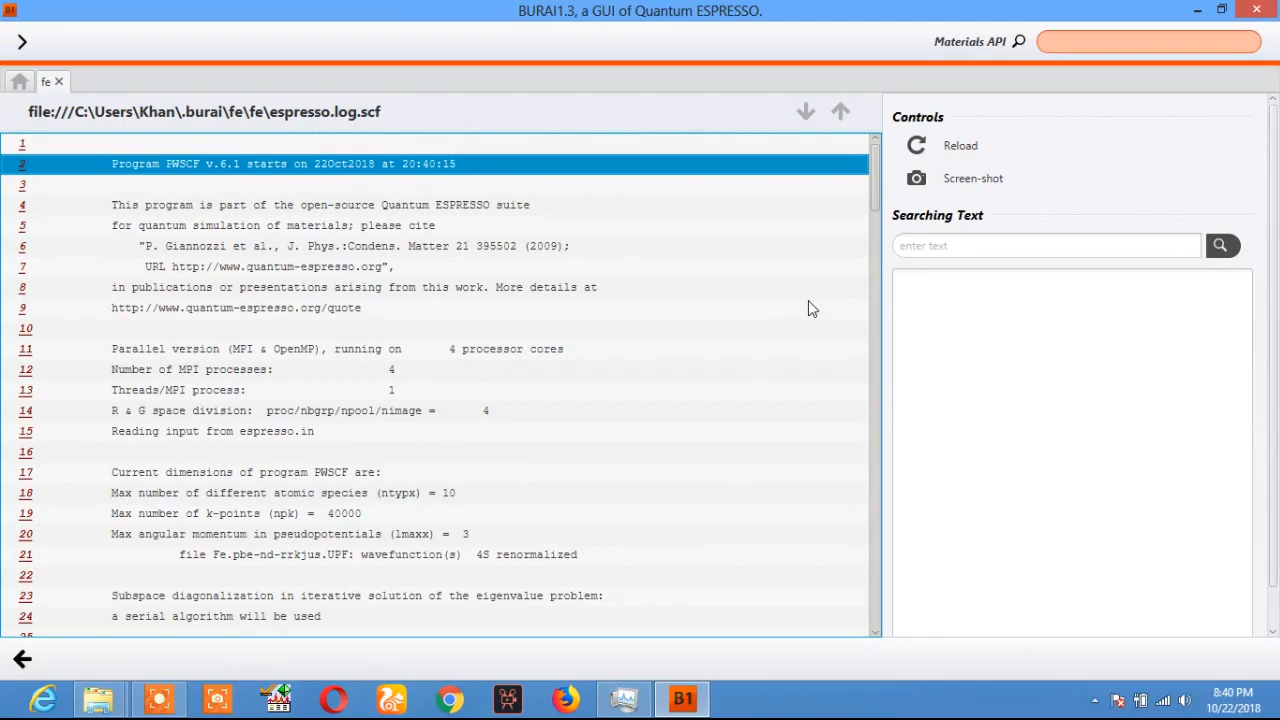 BURAI1.3, a GUI of Quantum ESPRESSO.
Materials API
fe
file:///C:\Users\Khan\.burai\fe\fe\espresso.log.scf
1
2 Program PWSCF v.6.1 starts on 22Oct2018 at 20:40:15
3
4 This program is part of the open-source Quantum ESPRESSO suite
5 for quantum simulation of materials; please cite
6 "P. Giannozzi et al., J. Phys.:Condens. Matter 21 395502 (2009);
7 URL http://www.quantum-espresso.org",
8 in publications or presentations arising from this work. More details at
9 http://www.quantum-espresso.org/quote
10
11 Parallel version (MPI & OpenMP), running on 4 processor cores
12 Number of MPI processes: 4
13 Threads/MPI process: 1
14 R & G space division: proc/nbgrp/npool/nimage = 4
15 Reading input from espresso.in
16
17 Current dimensions of program PWSCF are:
18 Max number of different atomic species (ntypx) = 10
19 Max number of k-points (npk) = 40000
20 Max angular momentum in pseudopotentials (lmaxx) = 3
21 file Fe.pbe-nd-rrkjus.UPF: wavefunction(s) 4S renormalized
22
23 Subspace diagonalization in iterative solution of the eigenvalue problem:
24 a serial algorithm will be used
25
Controls
Reload
Screen-shot
Searching Text
enter text
B1
8:40 PM
10/22/2018